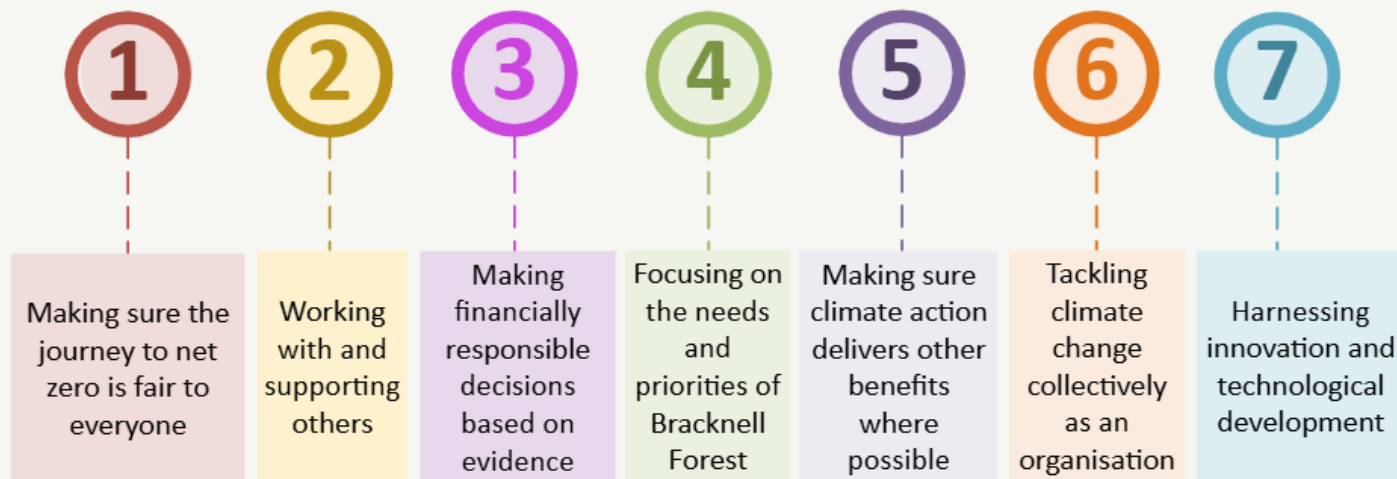 1
2
3
4
5
6
7
Making sure the
journey to net
zero is fair to
everyone
Working
with and
supporting
others
Making
financially
responsible
decisions
based on
evidence
Focusing on
the needs
and
priorities of
Bracknell
Forest
Making sure
climate action
delivers other
benefits
where
possible
Tackling
climate
change
collectively
as an
organisation
Harnessing
innovation and
technological
development